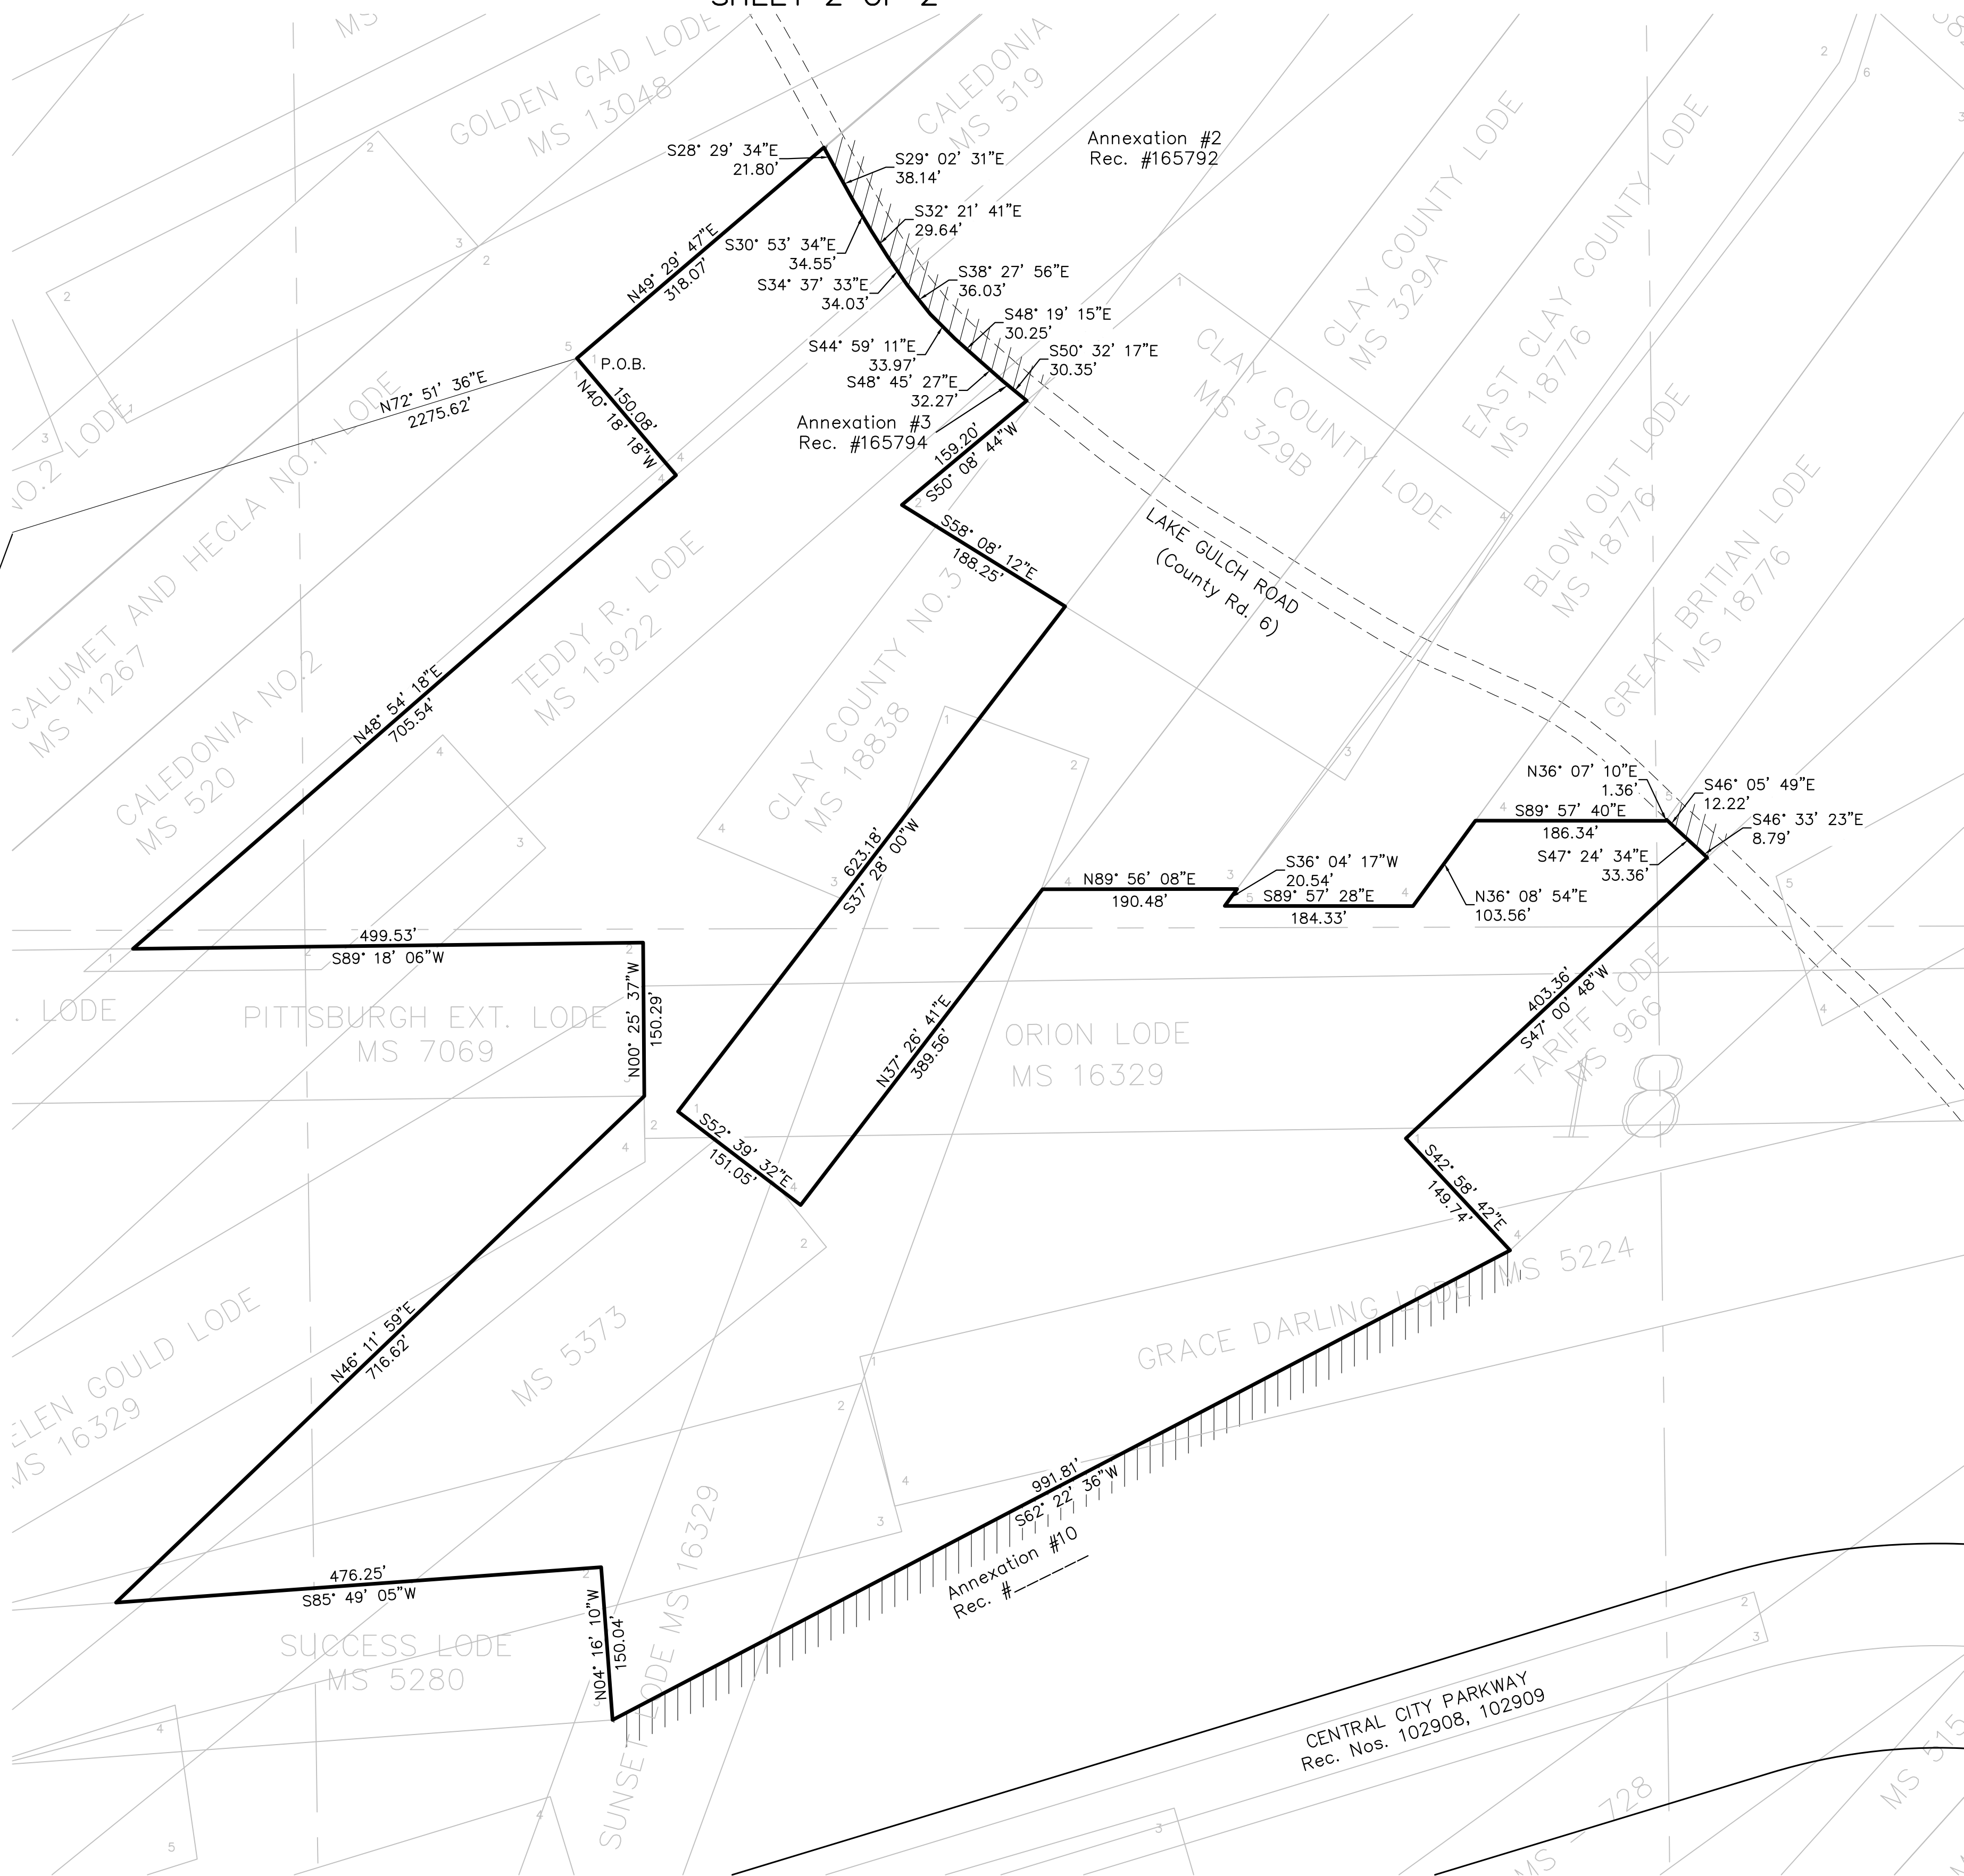 SHEET 2 OF 2
MS
GOLDEN GAD LODE
MS 13048
CALEDONIA
MS 519
Annexation #2
Rec. #165792
S28° 29' 34"E
21.80'
S29° 02' 31"E
38.14'
S32° 21' 41"E
29.64'
S30° 53' 34"E
34.55'
S34° 37' 33"E
34.03'
S38° 27' 56"E
36.03'
S48° 19' 15"E
30.25'
S44° 59' 11"E
33.97'
S50° 32' 17"E
30.35'
S48° 45' 27"E
32.27'
Annexation #3
Rec. #165794
N49° 29' 47"E
318.07'
P.O.B.
N72° 51' 36"E
2275.62'
150.08'
N40° 18' 18"W
159.20'
S50° 08' 44"W
S58° 08' 12"E
188.25'
CLAY COUNTY LODE
MS 329A
EAST CLAY COUNTY LODE
MS 18776
CLAY COUNTY LODE
MS 329B
BLOW OUT LODE
MS 18776
GREAT BRITIAN LODE
MS 18776
LAKE GULCH ROAD
(County Rd. 6)
NO.2 LODE
CALUMET AND HECLA NO.1 LODE
MS 11267
CALEDONIA NO.2
MS 520
TEDDY R. LODE
MS 15922
CLAY COUNTY NO.3
MS 18838
N48° 54' 18"E
705.54'
623.18'
S37° 28' 00"W
N36° 07' 10"E
1.36'
S46° 05' 49"E
12.22'
S89° 57' 40"E
186.34'
S46° 33' 23"E
8.79'
S47° 24' 34"E
33.36'
S36° 04' 17"W
20.54'
N89° 56' 08"E
190.48'
S89° 57' 28"E
184.33'
N36° 08' 54"E
103.56'
499.53'
S89° 18' 06"W
N00° 25' 37"W
150.29'
. LODE
PITTSBURGH EXT. LODE
MS 7069
ORION LODE
MS 16329
N37° 26' 41"E
389.56'
403.36'
S47° 00' 48"W
TARIFF LODE
MS 966
18
S52° 39' 32"E
151.05'
S42° 58' 42"E
149.74'
GRACE DARLING LODE MS 5224
ELEN GOULD LODE
MS 16329
N46° 11' 59"E
716.62'
MS 5373
991.81'
S62° 22' 36"W
Annexation #10
Rec. #______
476.25'
S85° 49' 05"W
N04° 16' 10"W
150.04'
SUCCESS LODE
MS 5280
SUNSET LODE MS 16329
CENTRAL CITY PARKWAY
Rec. Nos. 102908, 102909
MS 728
MS 515